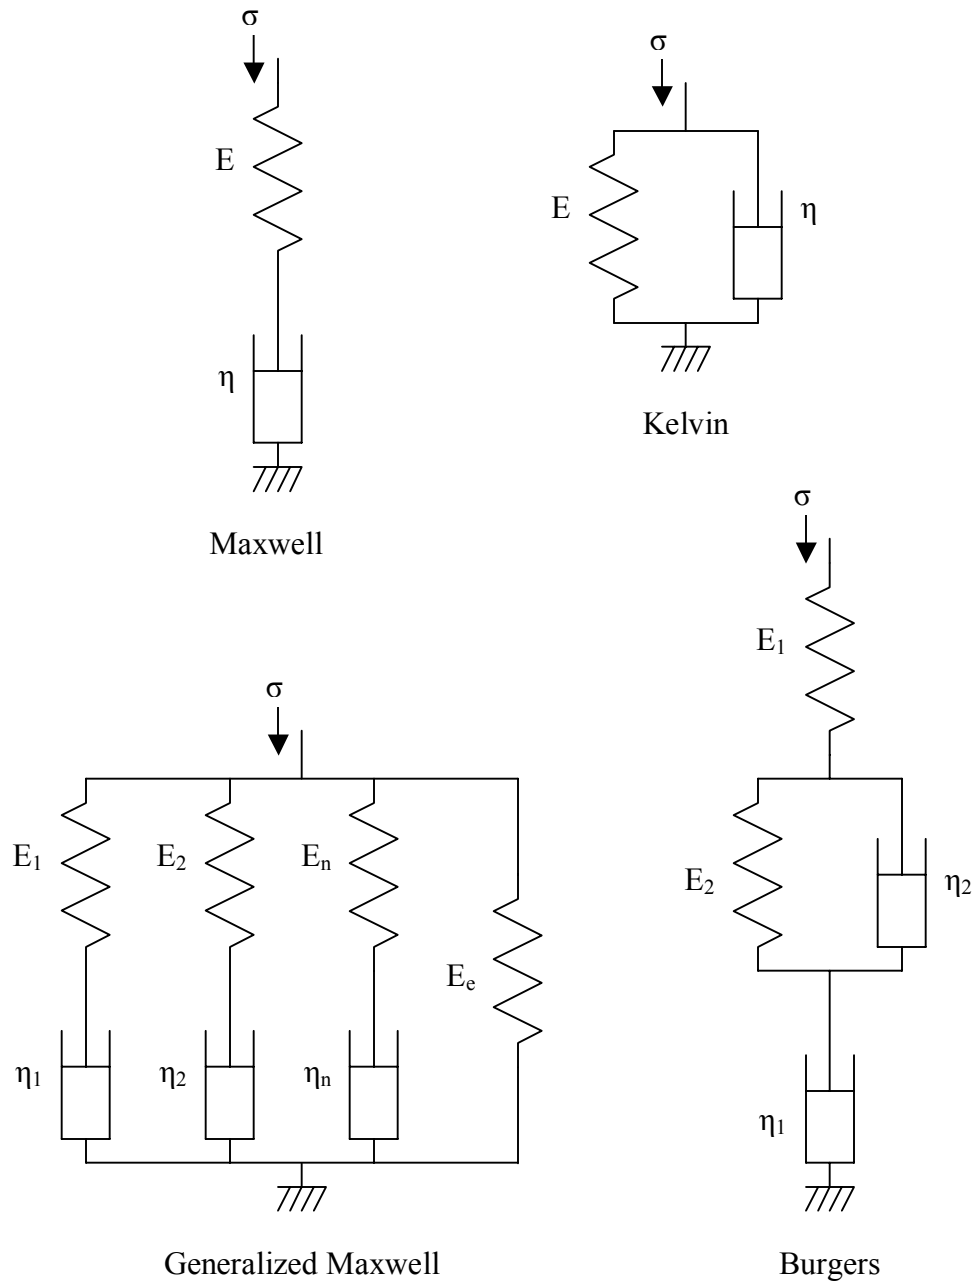 σ
E
η
Maxwell
σ
E
η
Kelvin
σ
E₁
E₂
Eₙ
Eₑ
η₁
η₂
ηₙ
Generalized Maxwell
σ
E₁
E₂
η₂
η₁
Burgers